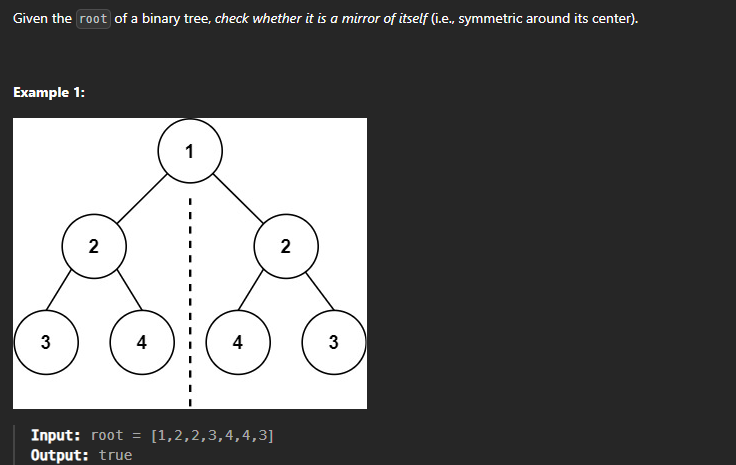 Given the root of a binary tree, check whether it is a mirror of itself (i.e., symmetric around its center).
Example 1:
1
2 2
3 4 4 3
Input: root = [1,2,2,3,4,4,3]
Output: true